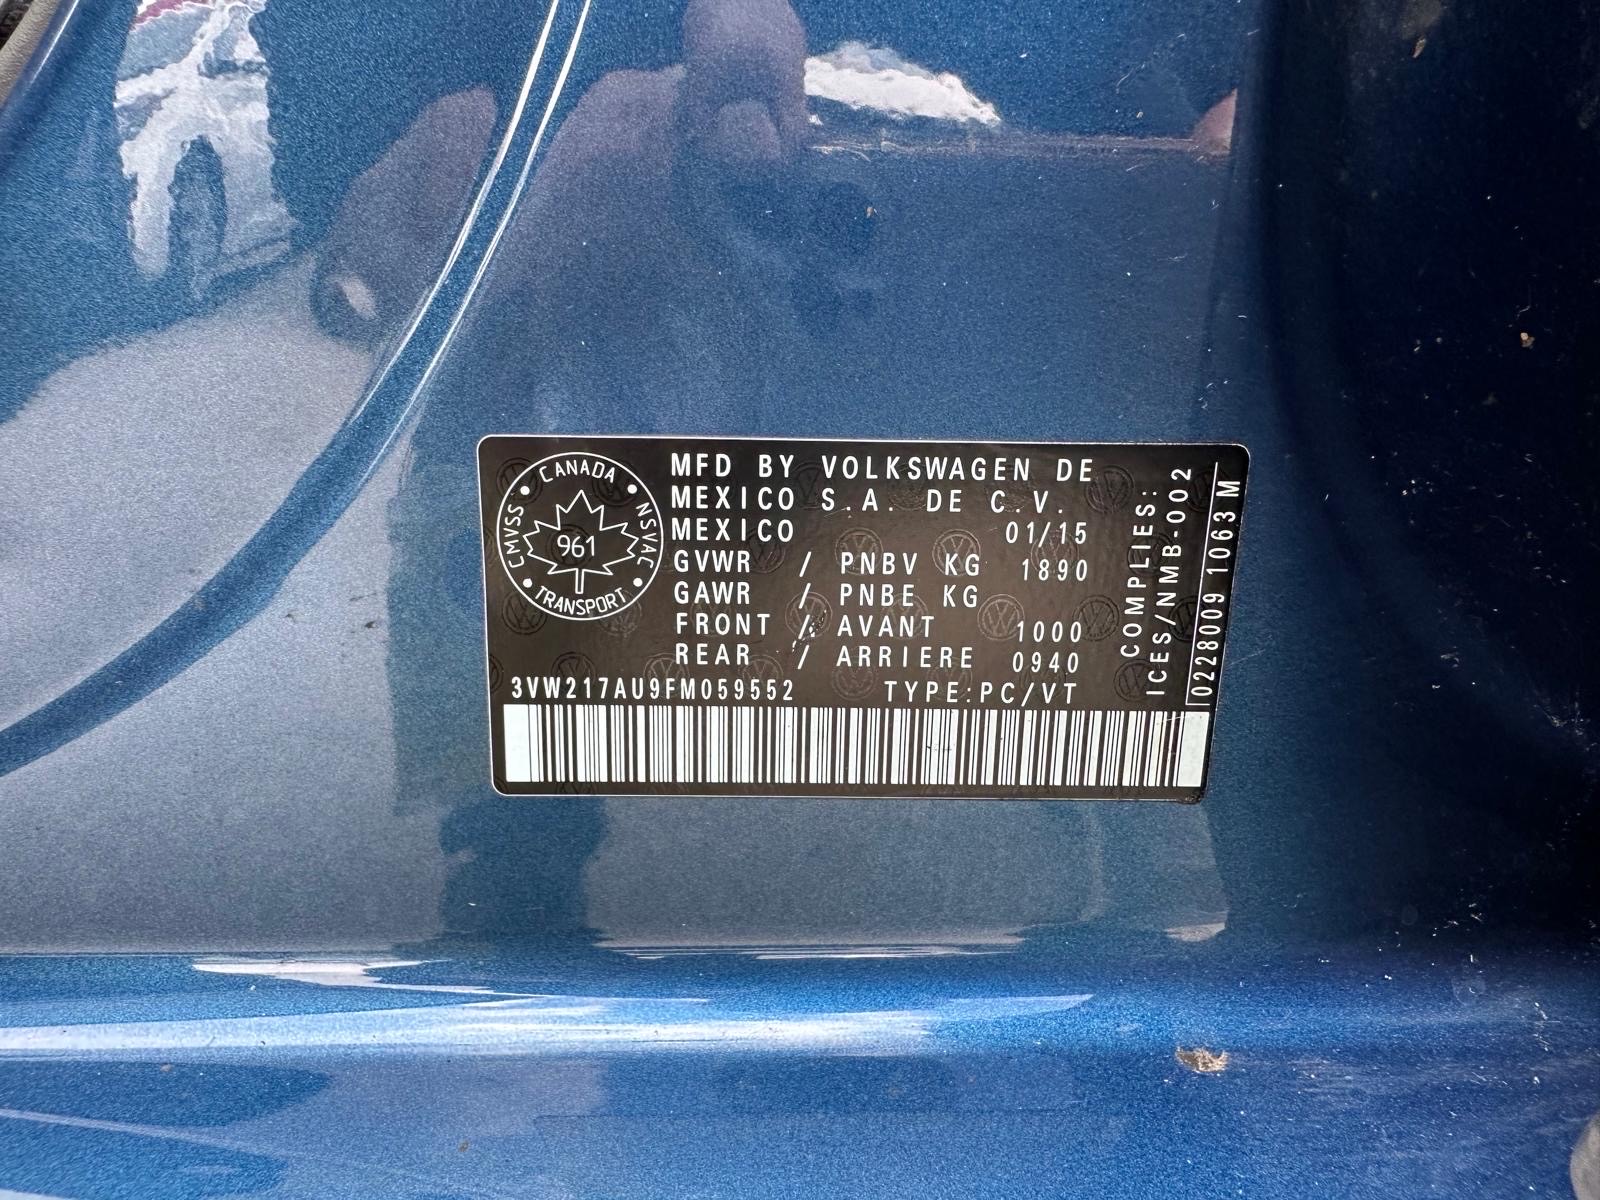 CANADA
CMVSS
NSVAC
961
TRANSPORT
MFD BY VOLKSWAGEN DE
MEXICO S.A. DE C.V.
MEXICO 01/15
GVWR / PNBV KG 1890
GAWR / PNBE KG
FRONT / AVANT 1000
REAR / ARRIERE 0940
3VW217AU9FM059552 TYPE:PC/VT
COMPLIES:
ICES/NMB-002
0228009 1063 M